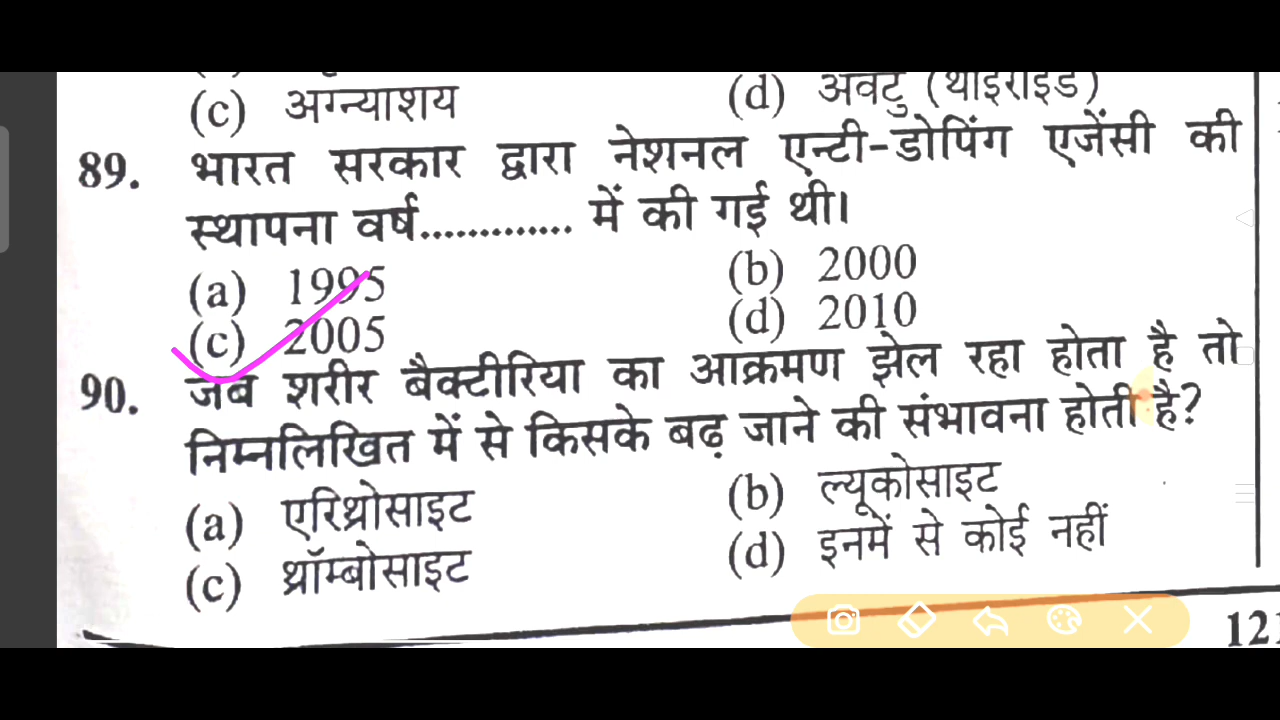 (c) अग्न्याशय (d) अवटु (थाइराइड)
89. भारत सरकार द्वारा नेशनल एन्टी-डोपिंग एजेंसी की
स्थापना वर्ष............. में की गई थी।
(a) 1995 (b) 2000
(c) 2005 (d) 2010
90. जब शरीर बैक्टीरिया का आक्रमण झेल रहा होता है तो
निम्नलिखित में से किसके बढ़ जाने की संभावना होती है?
(a) एरिथ्रोसाइट (b) ल्यूकोसाइट
(c) थ्रॉम्बोसाइट (d) इनमें से कोई नहीं